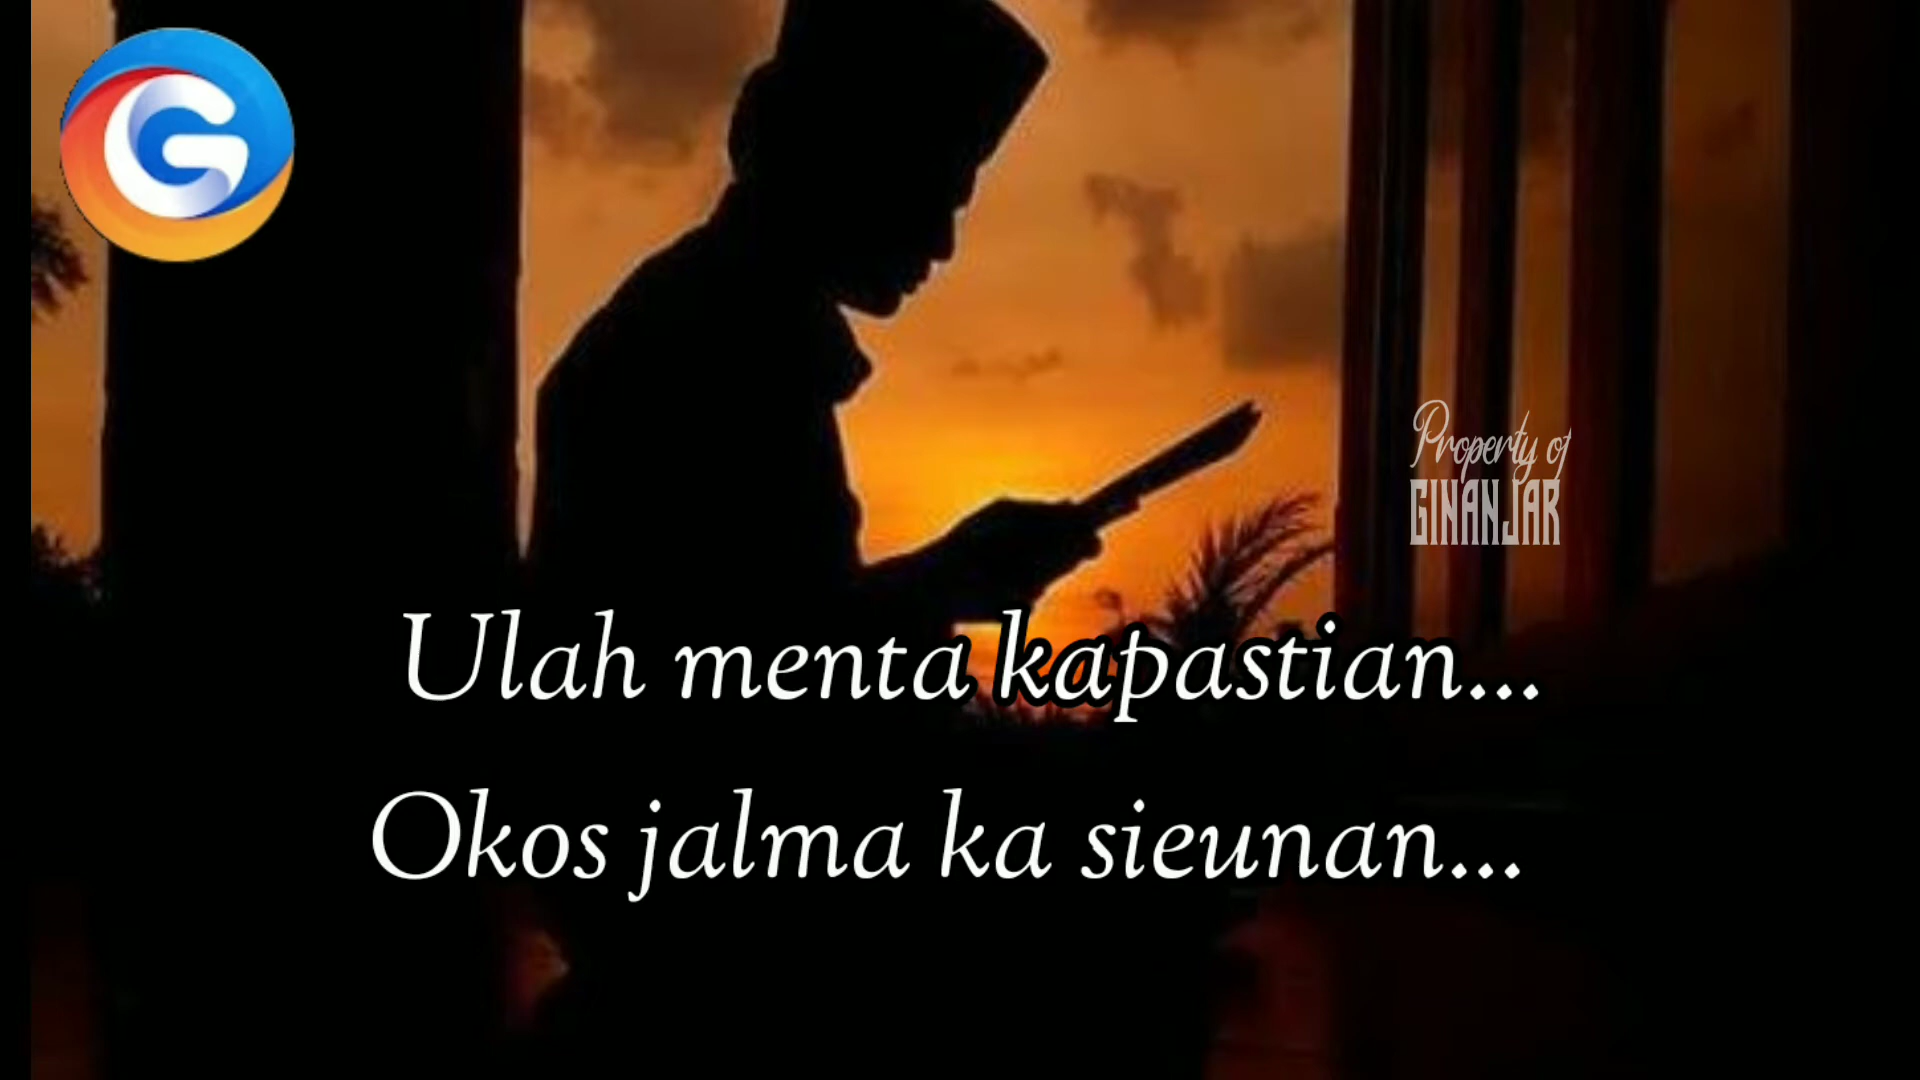 G
Property of
GINANJAR
Ulah menta kapastian...
Okos jalma ka sieunan...